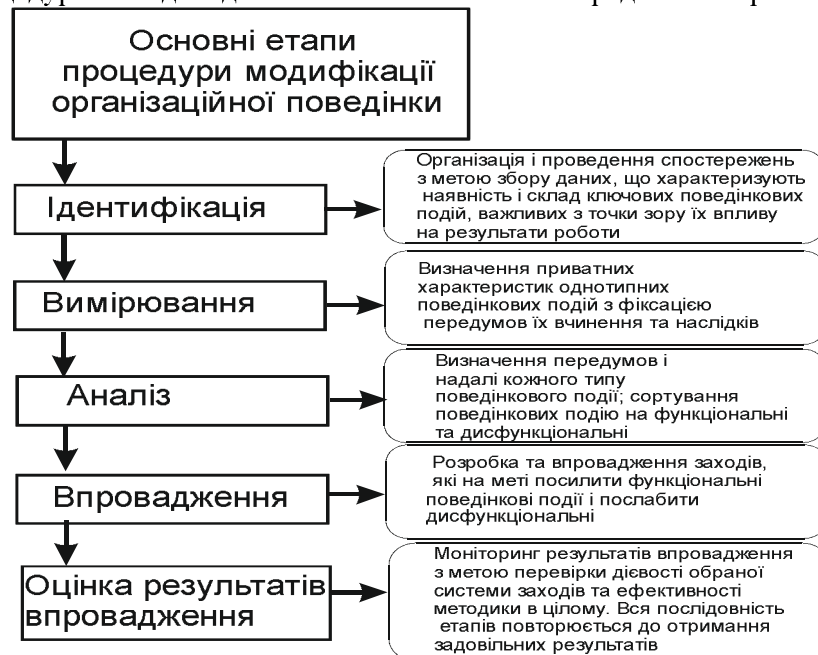 Основні етапи
процедури модифікації
організаційної поведінки
Ідентифікація
Організація і проведення спостережень
з метою збору даних, що характеризують
наявність і склад ключових поведінкових
подій, важливих з точки зору їх впливу
на результати роботи
Вимірювання
Визначення приватних
характеристик однотипних
поведінкових подій з фіксацією
передумов їх вчинення та наслідків
Аналіз
Визначення передумов і
надалі кожного типу
поведінкового події; сортування
поведінкових подію на функціональні
та дисфункціональні
Впровадження
Розробка та впровадження заходів,
які на меті посилити функціональні
поведінкові події і послабити
дисфункціональні
Оцінка результатів
впровадження
Моніторинг результатів впровадження
з метою перевірки дієвості обраної
системи заходів та ефективності
методики в цілому. Вся послідовність
етапів повторюється до отримання
задовільних результатів